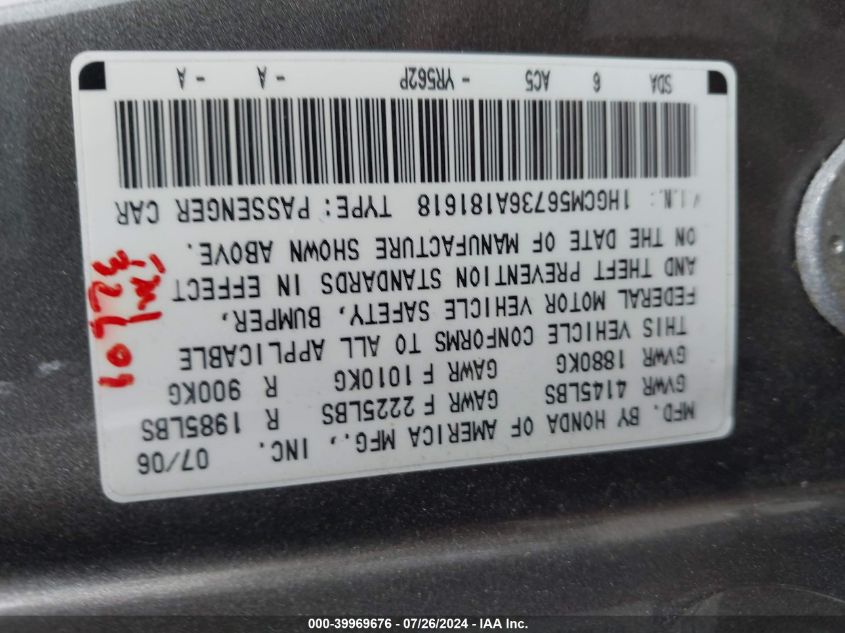 MFD. BY HONDA OF AMERICA MFG., INC. 07/06
GVWR 4145LBS GAWR F 2225LBS R 1985LBS
GVWR 1880KG GAWR F 1010KG R 900KG
THIS VEHICLE CONFORMS TO ALL APPLICABLE
FEDERAL MOTOR VEHICLE SAFETY, BUMPER,
AND THEFT PREVENTION STANDARDS IN EFFECT
ON THE DATE OF MANUFACTURE SHOWN ABOVE.
V.I.N.: 1HGCM56736A181618 TYPE: PASSENGER CAR
SDA 6 AC5 - YR562P - A - A
000-39969676 - 07/26/2024 - IAA Inc.